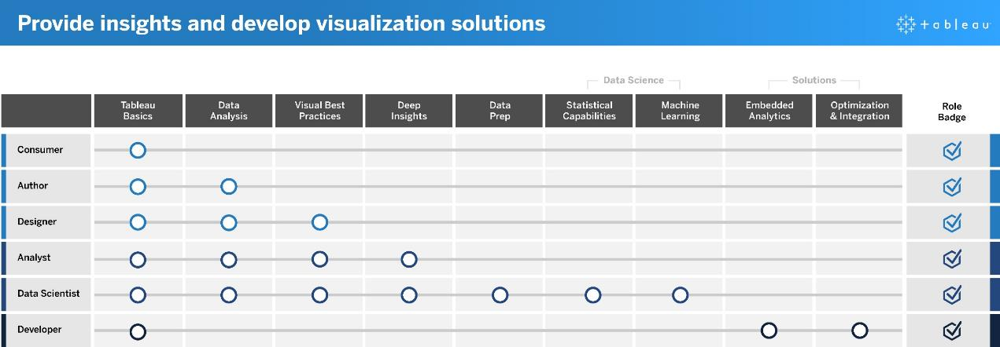 Provide insights and develop visualization solutions
+ableau
Data Science
Solutions
Tableau
Basics
Data
Analysis
Visual Best
Practices
Deep
Insights
Data
Prep
Statistical
Capabilities
Machine
Learning
Embedded
Analytics
Optimization
& Integration
Role
Badge
Consumer
Author
Designer
Analyst
Data Scientist
Developer